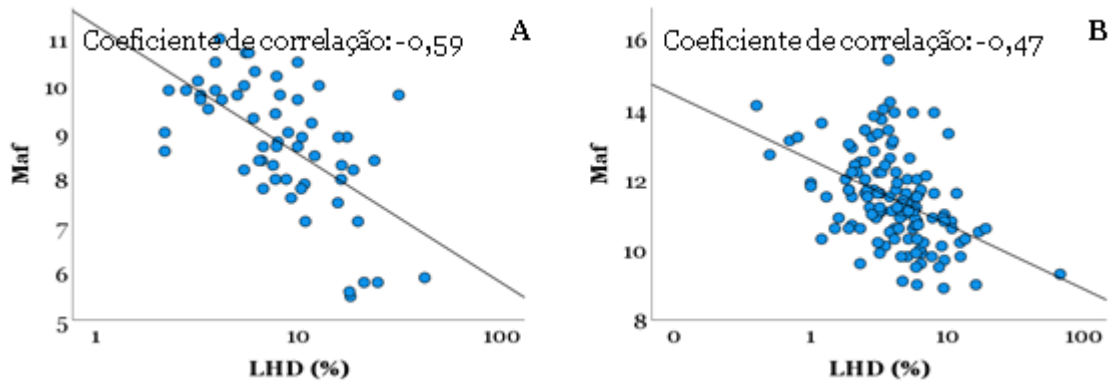 Coeficiente de correlação: -0,59
A
11
10
9
8
7
6
5
Maf
1
10
100
LHD (%)
Coeficiente de correlação: -0,47
B
16
14
12
10
8
Maf
0
1
10
100
LHD (%)